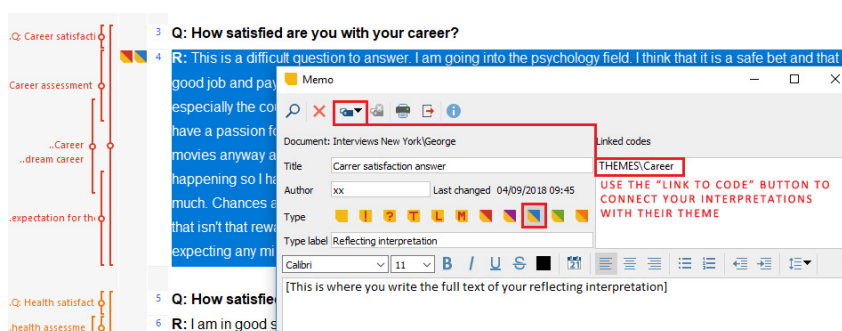 .Q: Career satisfacti
3 Q: How satisfied are you with your career?
4 R: This is a difficult question to answer. I am going into the psychology field. I think that it is a safe bet and that
Career assessment
good job and pay
especially the cou
have a passion fo
..Career
movies anyway a
..dream career
happening so I ha
much. Chances a
.expectation for the
that isn't that rewa
expecting any mi
Memo
Document: Interviews New York\George
Linked codes
Title Carrer satisfaction answer
THEMES\Career
Author xx Last changed 04/09/2018 09:45
USE THE "LINK TO CODE" BUTTON TO
CONNECT YOUR INTERPRETATIONS
WITH THEIR THEME
Type ! ? T L M
Type label Reflecting interpretation
Calibri 11 B I U S 21
[This is where you write the full text of your reflecting interpretation]
.Q: Health satisfact
5 Q: How satisfie
.health assessme
6 R: I am in good s